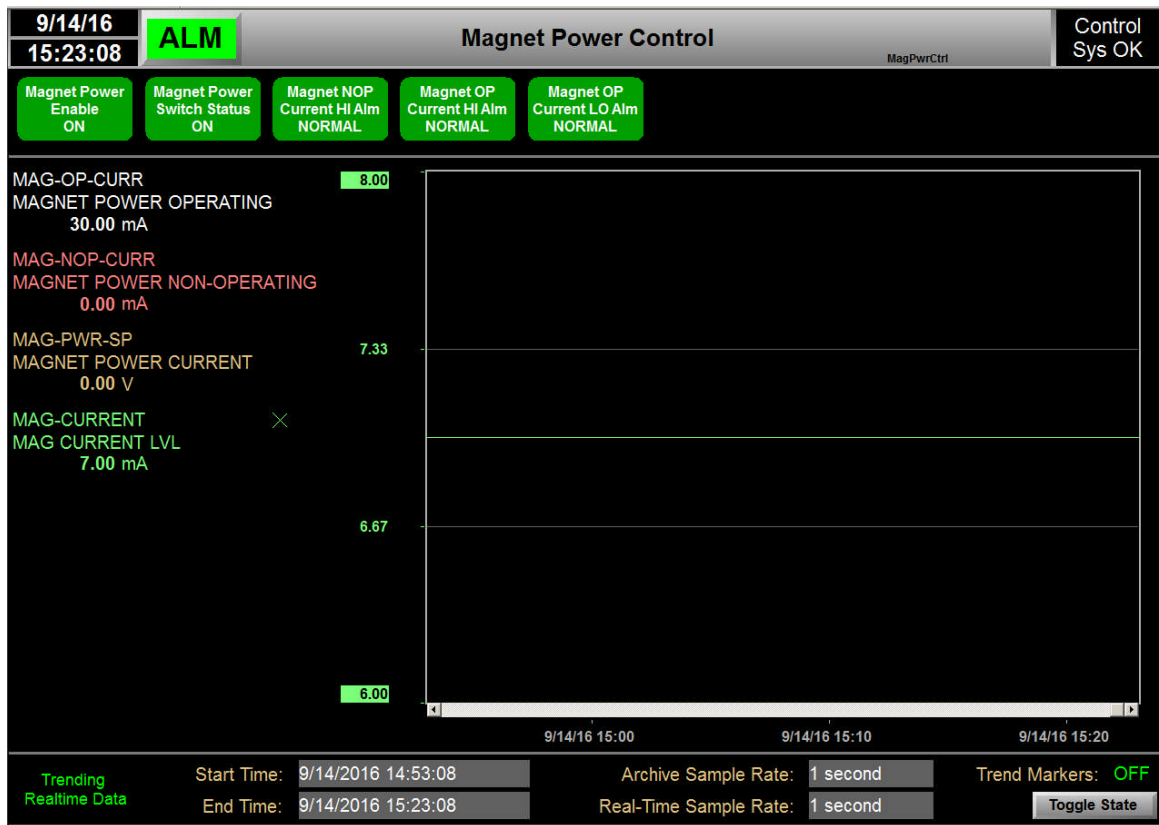 9/14/16
15:23:08
ALM
Magnet Power Control
MagPwrCtrl
Control
Sys OK
Magnet Power
Enable
ON
Magnet Power
Switch Status
ON
Magnet NOP
Current HI Alm
NORMAL
Magnet OP
Current HI Alm
NORMAL
Magnet OP
Current LO Alm
NORMAL
MAG-OP-CURR
MAGNET POWER OPERATING
30.00 mA
MAG-NOP-CURR
MAGNET POWER NON-OPERATING
0.00 mA
MAG-PWR-SP
MAGNET POWER CURRENT
0.00 V
MAG-CURRENT
MAG CURRENT LVL
7.00 mA
8.00
7.33
6.67
6.00
9/14/16 15:00
9/14/16 15:10
9/14/16 15:20
Trending
Realtime Data
Start Time: 9/14/2016 14:53:08
End Time: 9/14/2016 15:23:08
Archive Sample Rate: 1 second
Real-Time Sample Rate: 1 second
Trend Markers: OFF
Toggle State